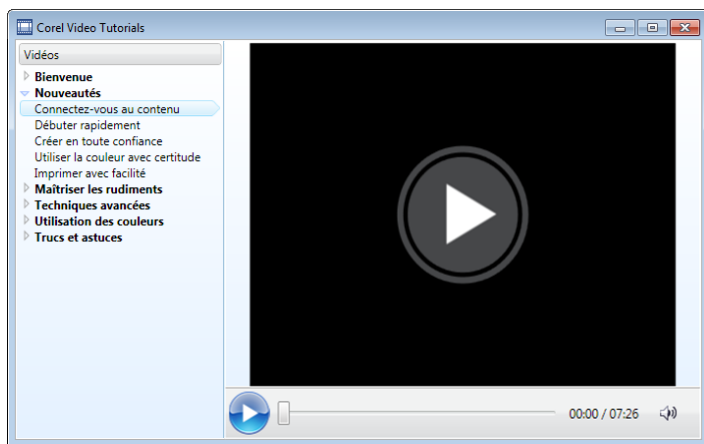 Corel Video Tutorials
Vidéos
Bienvenue
Nouveautés
Connectez-vous au contenu
Débuter rapidement
Créer en toute confiance
Utiliser la couleur avec certitude
Imprimer avec facilité
Maîtriser les rudiments
Techniques avancées
Utilisation des couleurs
Trucs et astuces
00:00 / 07:26